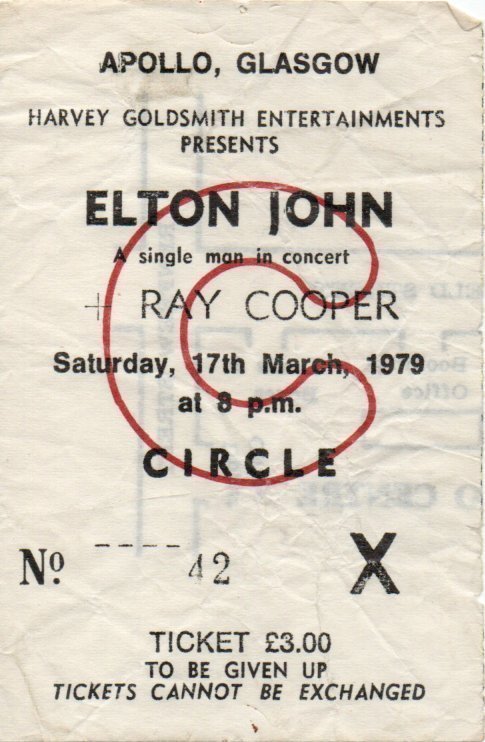 APOLLO, GLASGOW
HARVEY GOLDSMITH ENTERTAINMENTS
PRESENTS
ELTON JOHN
A single man in concert
+ RAY COOPER
Saturday, 17th March, 1979
at 8 p.m.
CIRCLE
Nº ---- 42 X
TICKET £3.00
TO BE GIVEN UP
TICKETS CANNOT BE EXCHANGED